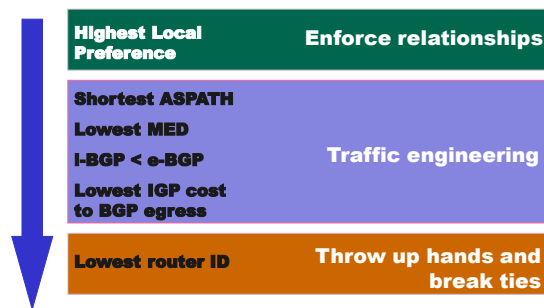 Highest Local
Preference
Enforce relationships
Shortest ASPATH
Lowest MED
i-BGP < e-BGP
Lowest IGP cost
to BGP egress
Traffic engineering
Lowest router ID
Throw up hands and
break ties